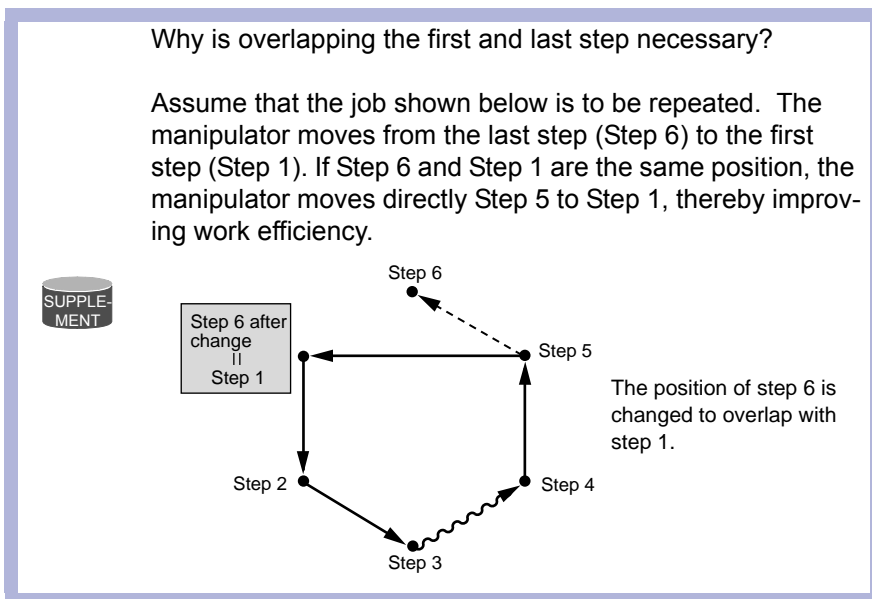 Why is overlapping the first and last step necessary?
Assume that the job shown below is to be repeated.  The
manipulator moves from the last step (Step 6) to the first
step (Step 1). If Step 6 and Step 1 are the same position, the
manipulator moves directly Step 5 to Step 1, thereby improv-
ing work efficiency.
SUPPLE-
MENT
Step 6
Step 6 after
change
=
Step 1
Step 5
The position of step 6 is
changed to overlap with
step 1.
Step 2
Step 4
Step 3